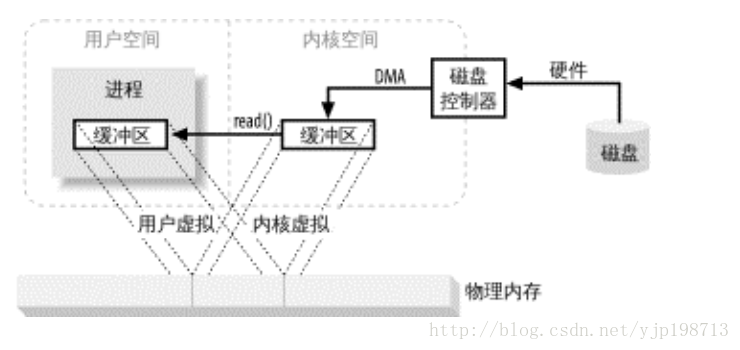 用户空间
内核空间
进程
缓冲区
read()
缓冲区
DMA
磁盘
控制器
硬件
磁盘
用户虚拟
内核虚拟
物理内存
http://blog.csdn.net/yjp198713